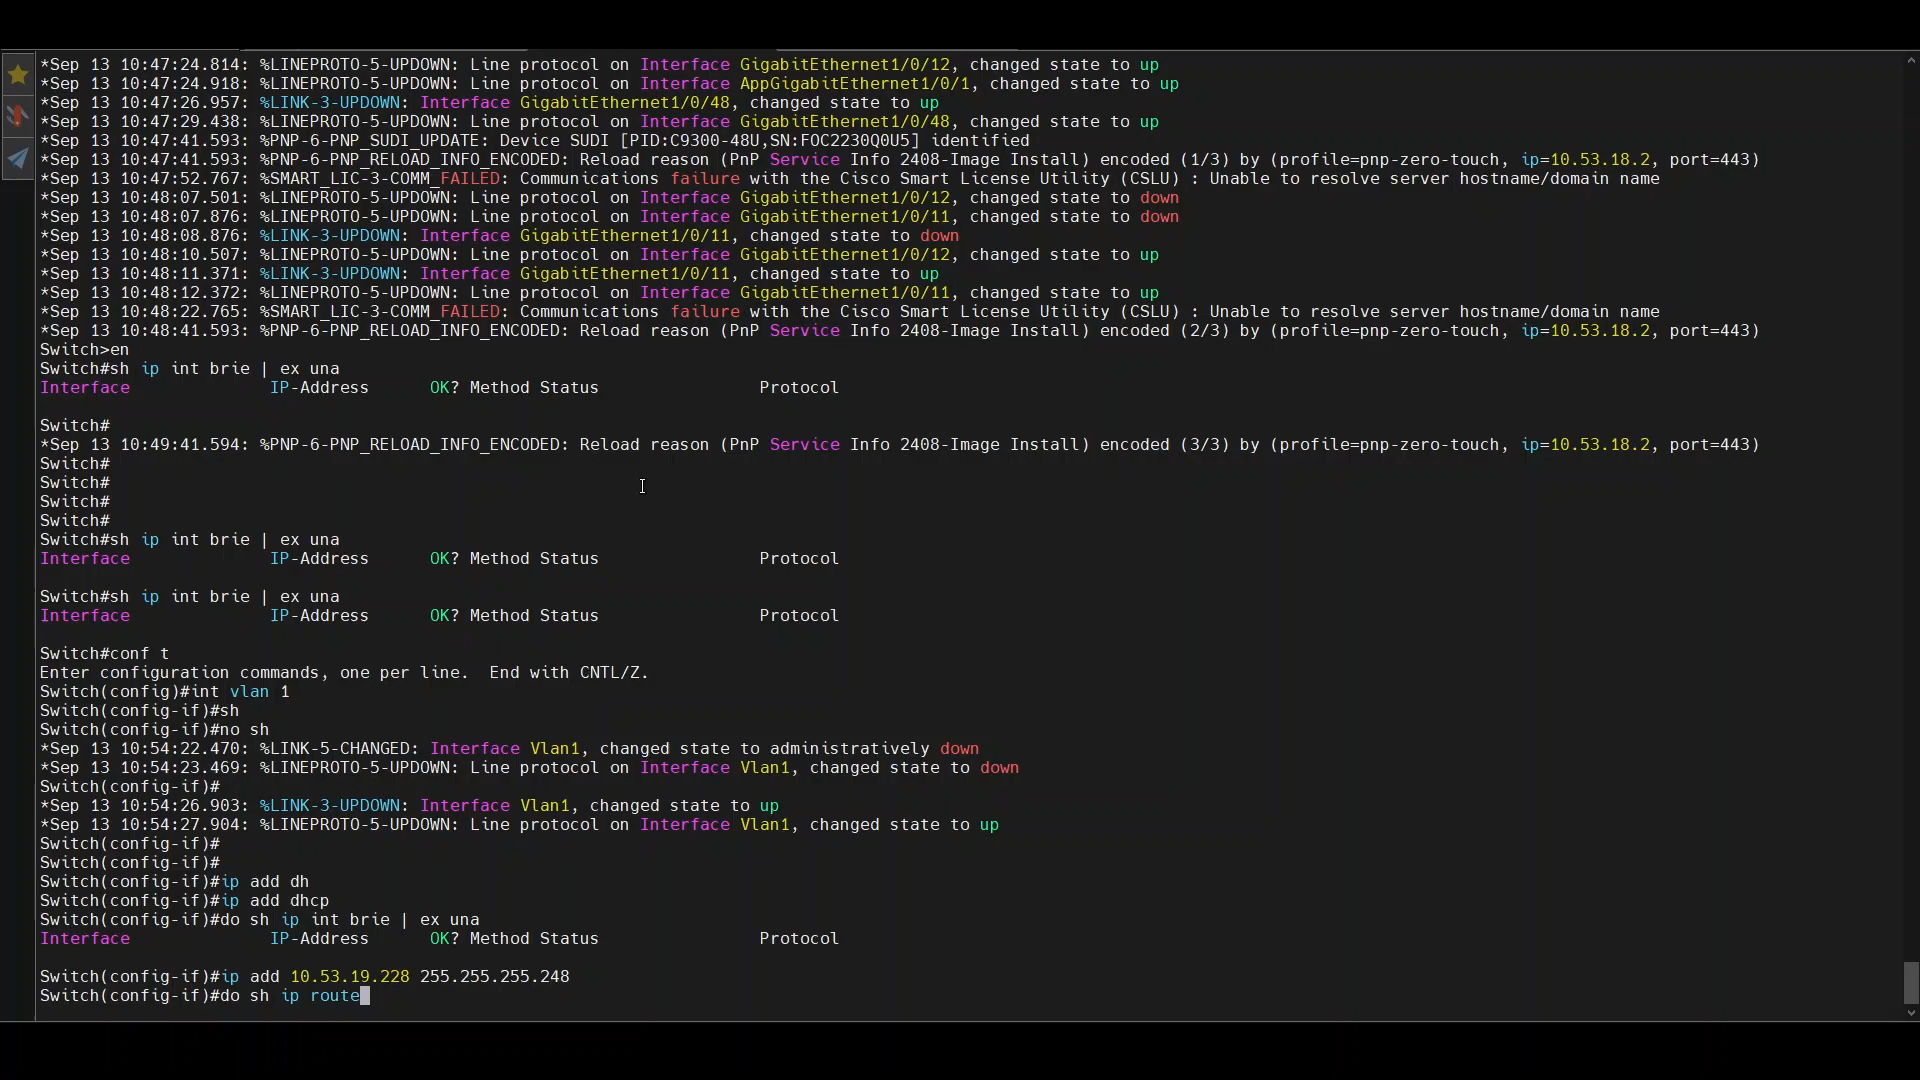 *Sep 13 10:47:24.814: %LINEPROTO-5-UPDOWN: Line protocol on Interface GigabitEthernet1/0/12, changed state to up
*Sep 13 10:47:24.918: %LINEPROTO-5-UPDOWN: Line protocol on Interface AppGigabitEthernet1/0/1, changed state to up
*Sep 13 10:47:26.957: %LINK-3-UPDOWN: Interface GigabitEthernet1/0/48, changed state to up
*Sep 13 10:47:29.438: %LINEPROTO-5-UPDOWN: Line protocol on Interface GigabitEthernet1/0/48, changed state to up
*Sep 13 10:47:41.593: %PNP-6-PNP_SUDI_UPDATE: Device SUDI [PID:C9300-48U,SN:FOC2230Q0U5] identified
*Sep 13 10:47:41.593: %PNP-6-PNP_RELOAD_INFO_ENCODED: Reload reason (PnP Service Info 2408-Image Install) encoded (1/3) by (profile=pnp-zero-touch, ip=10.53.18.2, port=443)
*Sep 13 10:47:52.767: %SMART_LIC-3-COMM_FAILED: Communications failure with the Cisco Smart License Utility (CSLU) : Unable to resolve server hostname/domain name
*Sep 13 10:48:07.501: %LINEPROTO-5-UPDOWN: Line protocol on Interface GigabitEthernet1/0/12, changed state to down
*Sep 13 10:48:07.876: %LINEPROTO-5-UPDOWN: Line protocol on Interface GigabitEthernet1/0/11, changed state to down
*Sep 13 10:48:08.876: %LINK-3-UPDOWN: Interface GigabitEthernet1/0/11, changed state to down
*Sep 13 10:48:10.507: %LINEPROTO-5-UPDOWN: Line protocol on Interface GigabitEthernet1/0/12, changed state to up
*Sep 13 10:48:11.371: %LINK-3-UPDOWN: Interface GigabitEthernet1/0/11, changed state to up
*Sep 13 10:48:12.372: %LINEPROTO-5-UPDOWN: Line protocol on Interface GigabitEthernet1/0/11, changed state to up
*Sep 13 10:48:22.765: %SMART_LIC-3-COMM_FAILED: Communications failure with the Cisco Smart License Utility (CSLU) : Unable to resolve server hostname/domain name
*Sep 13 10:48:41.593: %PNP-6-PNP_RELOAD_INFO_ENCODED: Reload reason (PnP Service Info 2408-Image Install) encoded (2/3) by (profile=pnp-zero-touch, ip=10.53.18.2, port=443)
Switch>en
Switch#sh ip int brie | ex una
Interface IP-Address OK? Method Status Protocol
Switch#
*Sep 13 10:49:41.594: %PNP-6-PNP_RELOAD_INFO_ENCODED: Reload reason (PnP Service Info 2408-Image Install) encoded (3/3) by (profile=pnp-zero-touch, ip=10.53.18.2, port=443)
Switch#
Switch#
Switch#
Switch#
Switch#sh ip int brie | ex una
Interface IP-Address OK? Method Status Protocol
Switch#sh ip int brie | ex una
Interface IP-Address OK? Method Status Protocol
Switch#conf t
Enter configuration commands, one per line.  End with CNTL/Z.
Switch(config)#int vlan 1
Switch(config-if)#sh
Switch(config-if)#no sh
*Sep 13 10:54:22.470: %LINK-5-CHANGED: Interface Vlan1, changed state to administratively down
*Sep 13 10:54:23.469: %LINEPROTO-5-UPDOWN: Line protocol on Interface Vlan1, changed state to down
Switch(config-if)#
*Sep 13 10:54:26.903: %LINK-3-UPDOWN: Interface Vlan1, changed state to up
*Sep 13 10:54:27.904: %LINEPROTO-5-UPDOWN: Line protocol on Interface Vlan1, changed state to up
Switch(config-if)#
Switch(config-if)#
Switch(config-if)#ip add dh
Switch(config-if)#ip add dhcp
Switch(config-if)#do sh ip int brie | ex una
Interface IP-Address OK? Method Status Protocol
Switch(config-if)#ip add 10.53.19.228 255.255.255.248
Switch(config-if)#do sh ip route